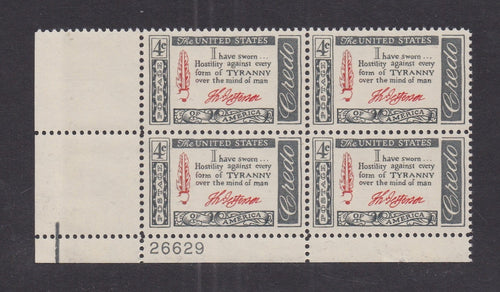 4¢ The UNITED STATES
I have sworn...
Hostility against every
form of TYRANNY
over the mind of man
Th Jefferson
U.S. POSTAGE
OF AMERICA
Credo
4¢ The UNITED STATES
I have sworn...
Hostility against every
form of TYRANNY
over the mind of man
Th Jefferson
U.S. POSTAGE
OF AMERICA
Credo
4¢ The UNITED STATES
I have sworn...
Hostility against every
form of TYRANNY
over the mind of man
Th Jefferson
U.S. POSTAGE
OF AMERICA
Credo
4¢ The UNITED STATES
I have sworn...
Hostility against every
form of TYRANNY
over the mind of man
Th Jefferson
U.S. POSTAGE
OF AMERICA
Credo
26629